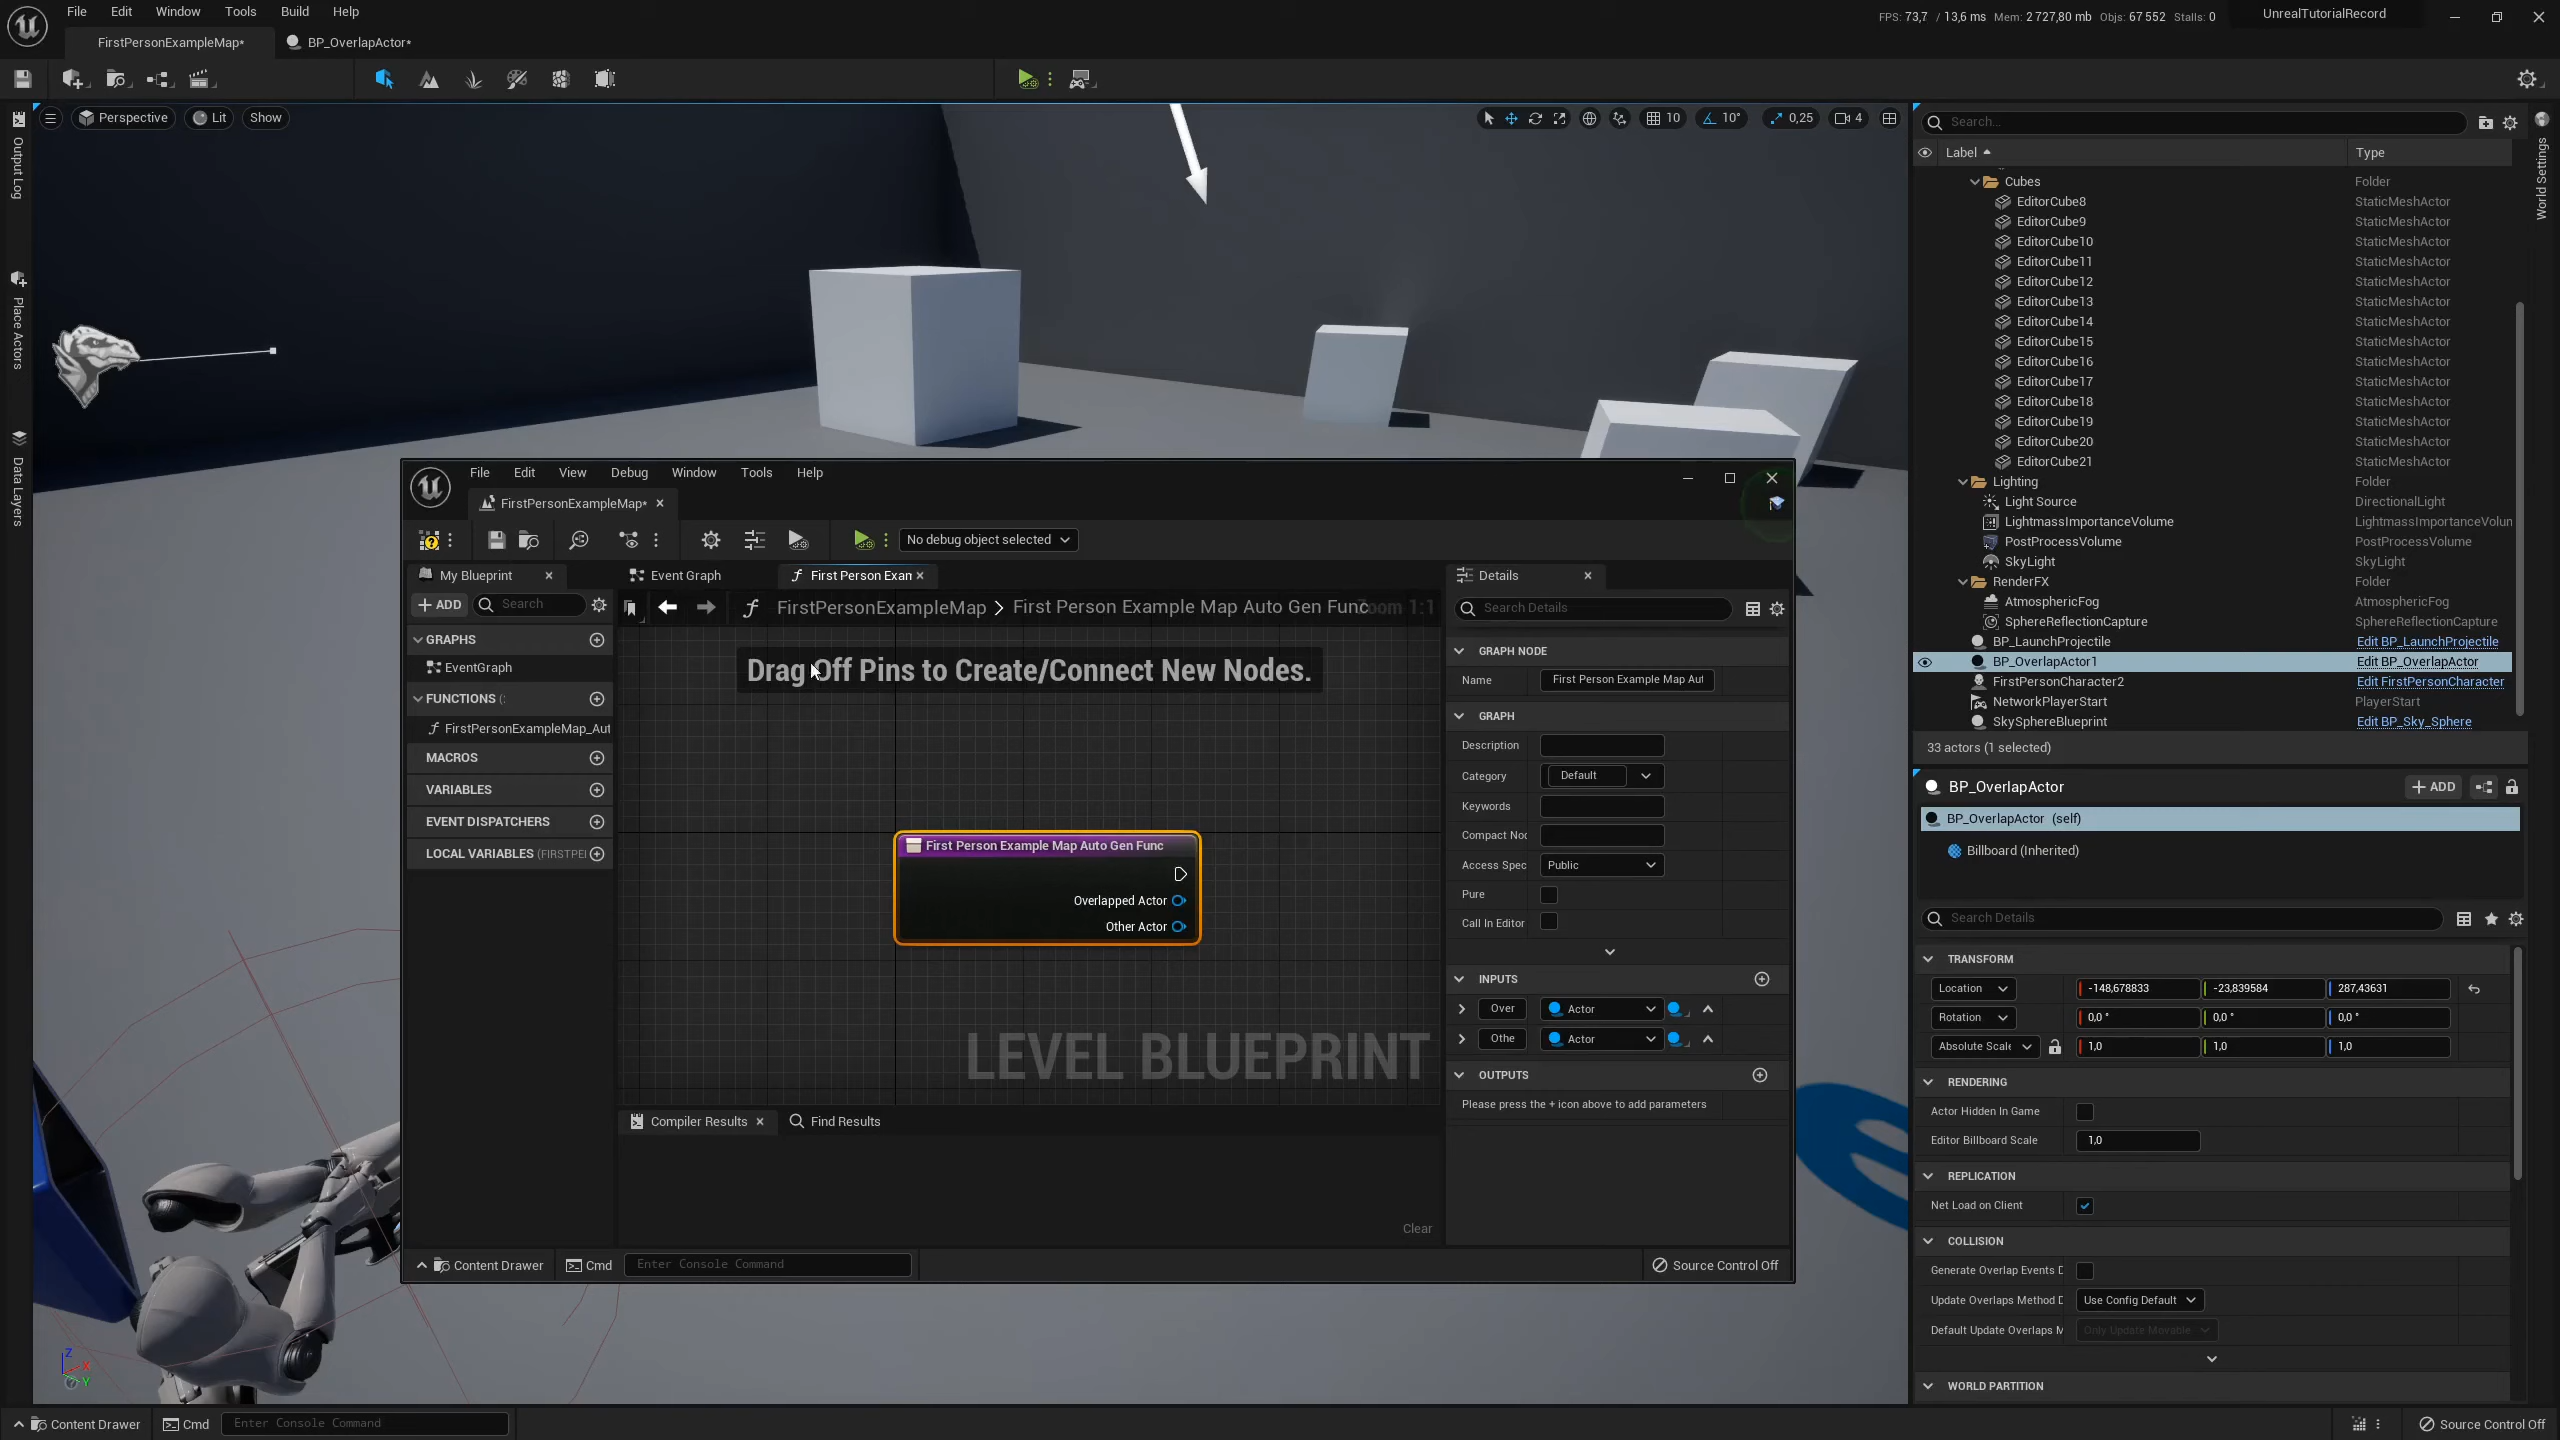 File Edit Window Tools Build Help
FPS: 73,7 / 13,6 ms Mem: 2 727,80 mb Objs: 67 552 Stalls: 0
UnrealTutorialRecord
FirstPersonExampleMap*
BP_OverlapActor*
Perspective
Lit
Show
10
10°
0,25
4
Output Log
Place Actors
Data Layers
World Settings
Search...
Label
Type
Cubes Folder
EditorCube8 StaticMeshActor
EditorCube9 StaticMeshActor
EditorCube10 StaticMeshActor
EditorCube11 StaticMeshActor
EditorCube12 StaticMeshActor
EditorCube13 StaticMeshActor
EditorCube14 StaticMeshActor
EditorCube15 StaticMeshActor
EditorCube16 StaticMeshActor
EditorCube17 StaticMeshActor
EditorCube18 StaticMeshActor
EditorCube19 StaticMeshActor
EditorCube20 StaticMeshActor
EditorCube21 StaticMeshActor
Lighting Folder
Light Source DirectionalLight
LightmassImportanceVolume LightmassImportanceVolun
PostProcessVolume PostProcessVolume
SkyLight SkyLight
RenderFX Folder
AtmosphericFog AtmosphericFog
SphereReflectionCapture SphereReflectionCapture
BP_LaunchProjectile Edit BP_LaunchProjectile
BP_OverlapActor1 Edit BP_OverlapActor
FirstPersonCharacter2 Edit FirstPersonCharacter
NetworkPlayerStart PlayerStart
SkySphereBlueprint Edit BP_Sky_Sphere
33 actors (1 selected)
BP_OverlapActor
ADD
BP_OverlapActor (self)
Billboard (Inherited)
Search Details
TRANSFORM
Location -148,678833 -23,839584 287,43631
Rotation 0,0 ° 0,0 ° 0,0 °
Absolute Scale 1,0 1,0 1,0
RENDERING
Actor Hidden In Game
Editor Billboard Scale 1,0
REPLICATION
Net Load on Client
COLLISION
Generate Overlap Events D
Update Overlaps Method D Use Config Default
Default Update Overlaps M Only Update Movable
WORLD PARTITION
File Edit View Debug Window Tools Help
FirstPersonExampleMap*
No debug object selected
My Blueprint
Event Graph
First Person Exan
Details
ADD
Search
FirstPersonExampleMap > First Person Example Map Auto Gen Func
Zoom 1:1
Search Details
GRAPHS
EventGraph
FUNCTIONS (
FirstPersonExampleMap_Aut
MACROS
VARIABLES
EVENT DISPATCHERS
LOCAL VARIABLES (FIRSTPEI
Drag Off Pins to Create/Connect New Nodes.
First Person Example Map Auto Gen Func
Overlapped Actor
Other Actor
LEVEL BLUEPRINT
GRAPH NODE
Name First Person Example Map Aut
GRAPH
Description
Category Default
Keywords
Compact Noc
Access Spec Public
Pure
Call In Editor
INPUTS
Over Actor
Othe Actor
OUTPUTS
Please press the + icon above to add parameters
Compiler Results
Find Results
Clear
Content Drawer
Cmd
Enter Console Command
Source Control Off
Content Drawer
Cmd
Enter Console Command
Source Control Off